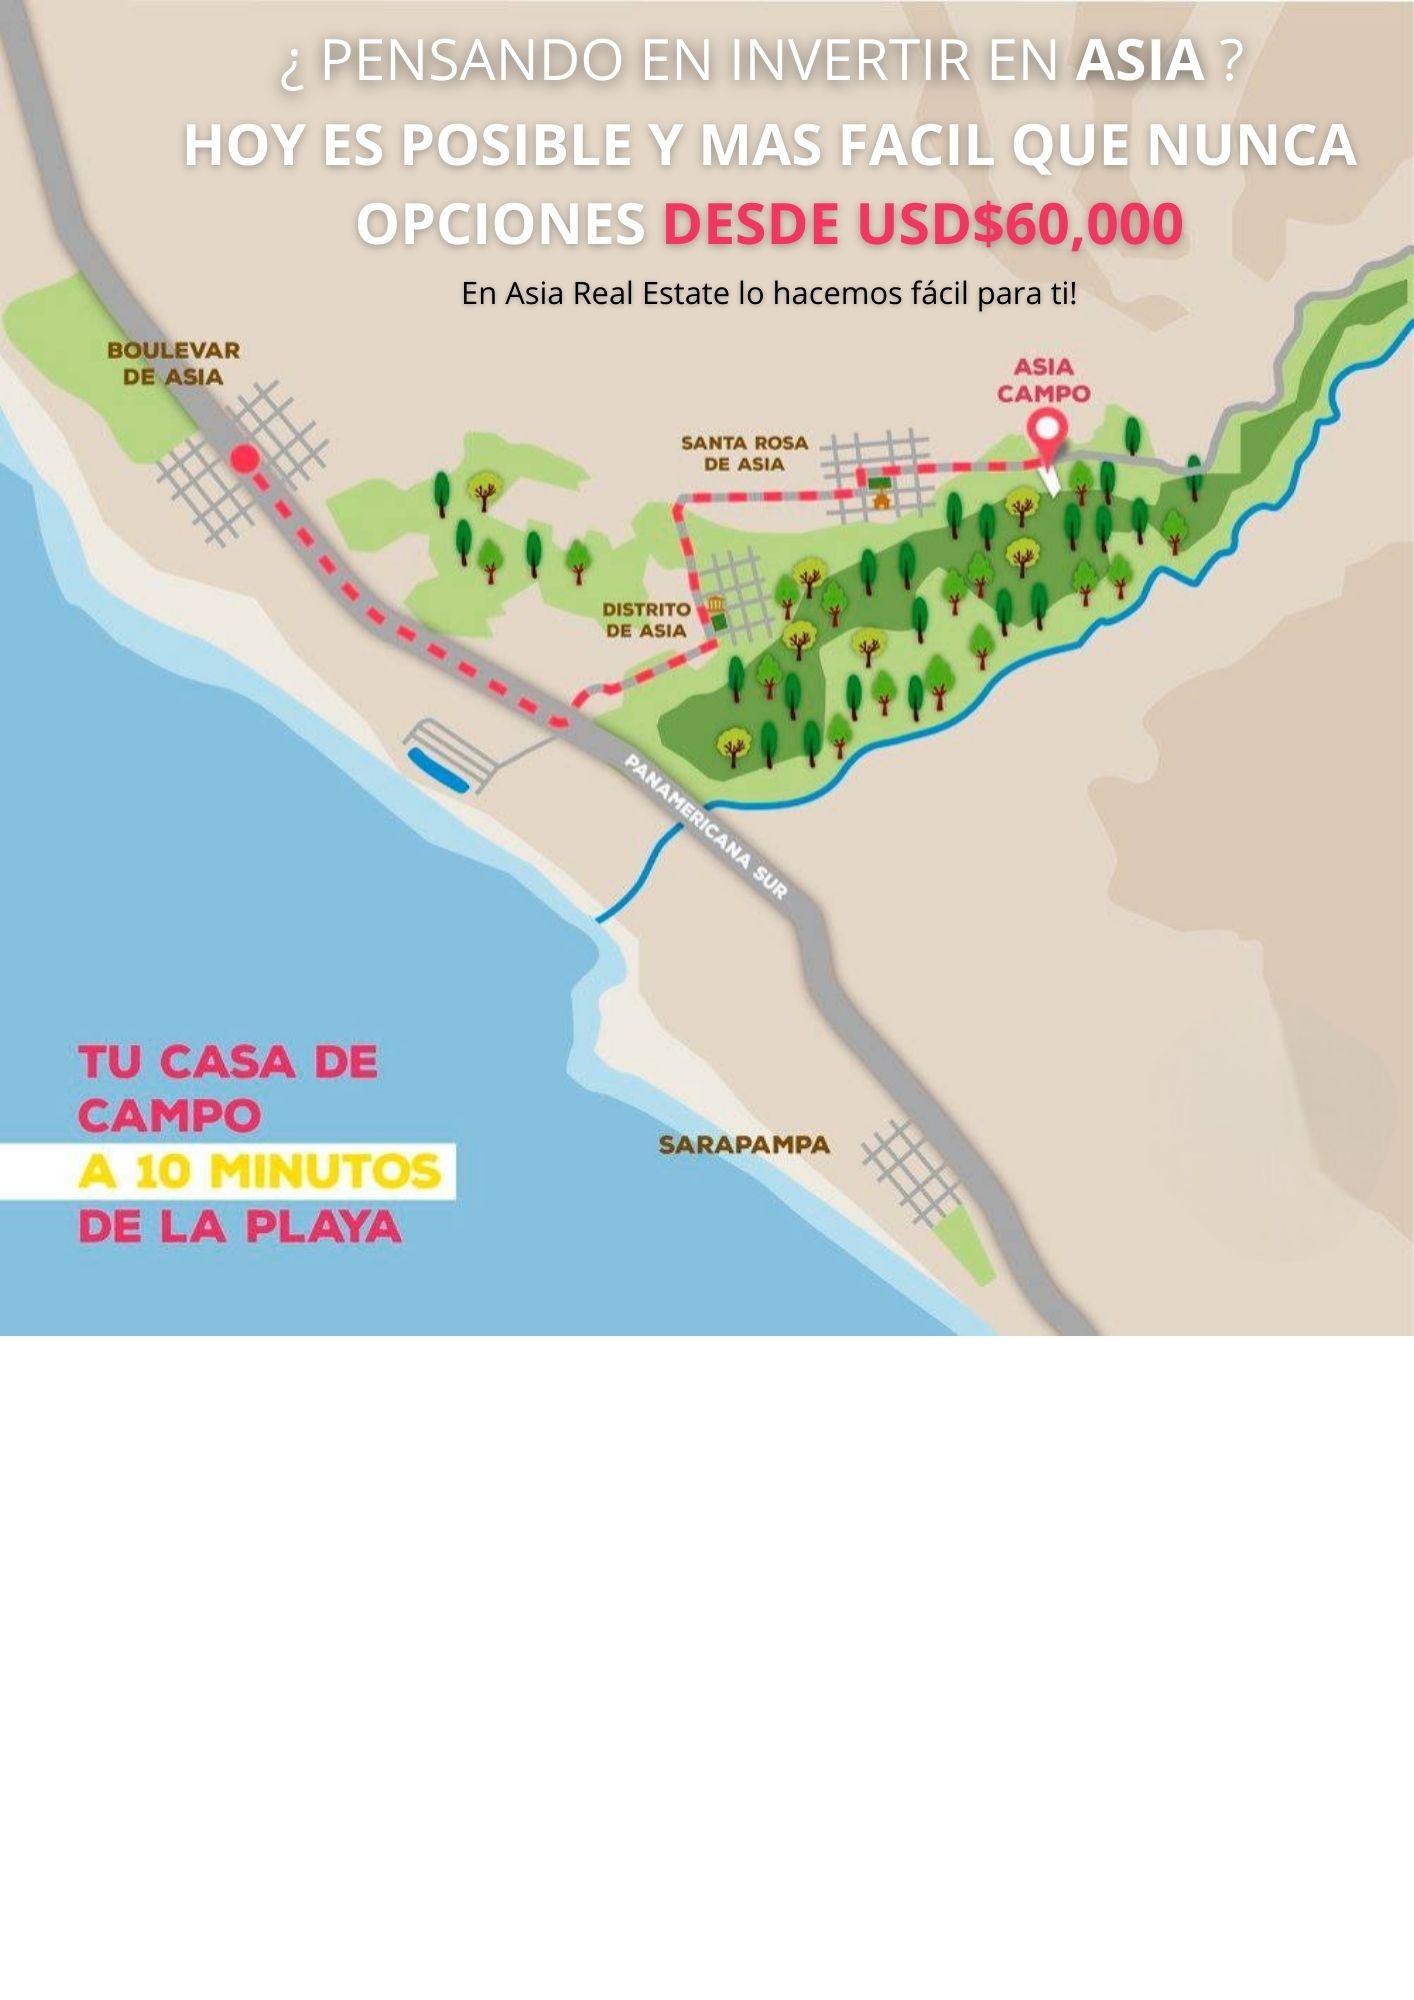 ¿ PENSANDO EN INVERTIR EN ASIA ?
HOY ES POSIBLE Y MAS FACIL QUE NUNCA
OPCIONES DESDE USD$60,000
En Asia Real Estate lo hacemos fácil para ti!
BOULEVAR
DE ASIA
ASIA
CAMPO
SANTA ROSA
DE ASIA
DISTRITO
DE ASIA
PANAMERICANA SUR
TU CASA DE
CAMPO
A 10 MINUTOS
DE LA PLAYA
SARAPAMPA